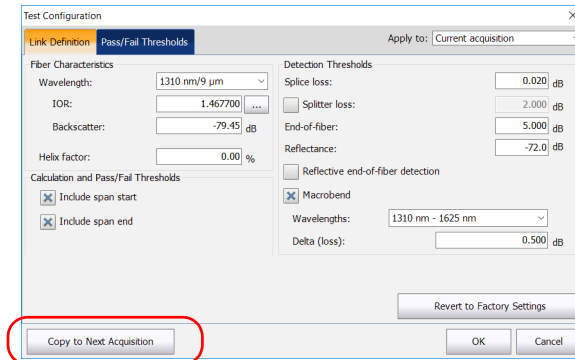 Test Configuration
Link Definition Pass/Fail Thresholds Apply to: Current acquisition
Fiber Characteristics
Wavelength: 1310 nm/9 µm
IOR: 1.467700 ...
Backscatter: -79.45 dB
Helix factor: 0.00 %
Calculation and Pass/Fail Thresholds
Include span start
Include span end
Detection Thresholds
Splice loss: 0.020 dB
Splitter loss: 2.000 dB
End-of-fiber: 5.000 dB
Reflectance: -72.0 dB
Reflective end-of-fiber detection
Macrobend
Wavelengths: 1310 nm - 1625 nm
Delta (loss): 0.500 dB
Revert to Factory Settings
Copy to Next Acquisition OK Cancel